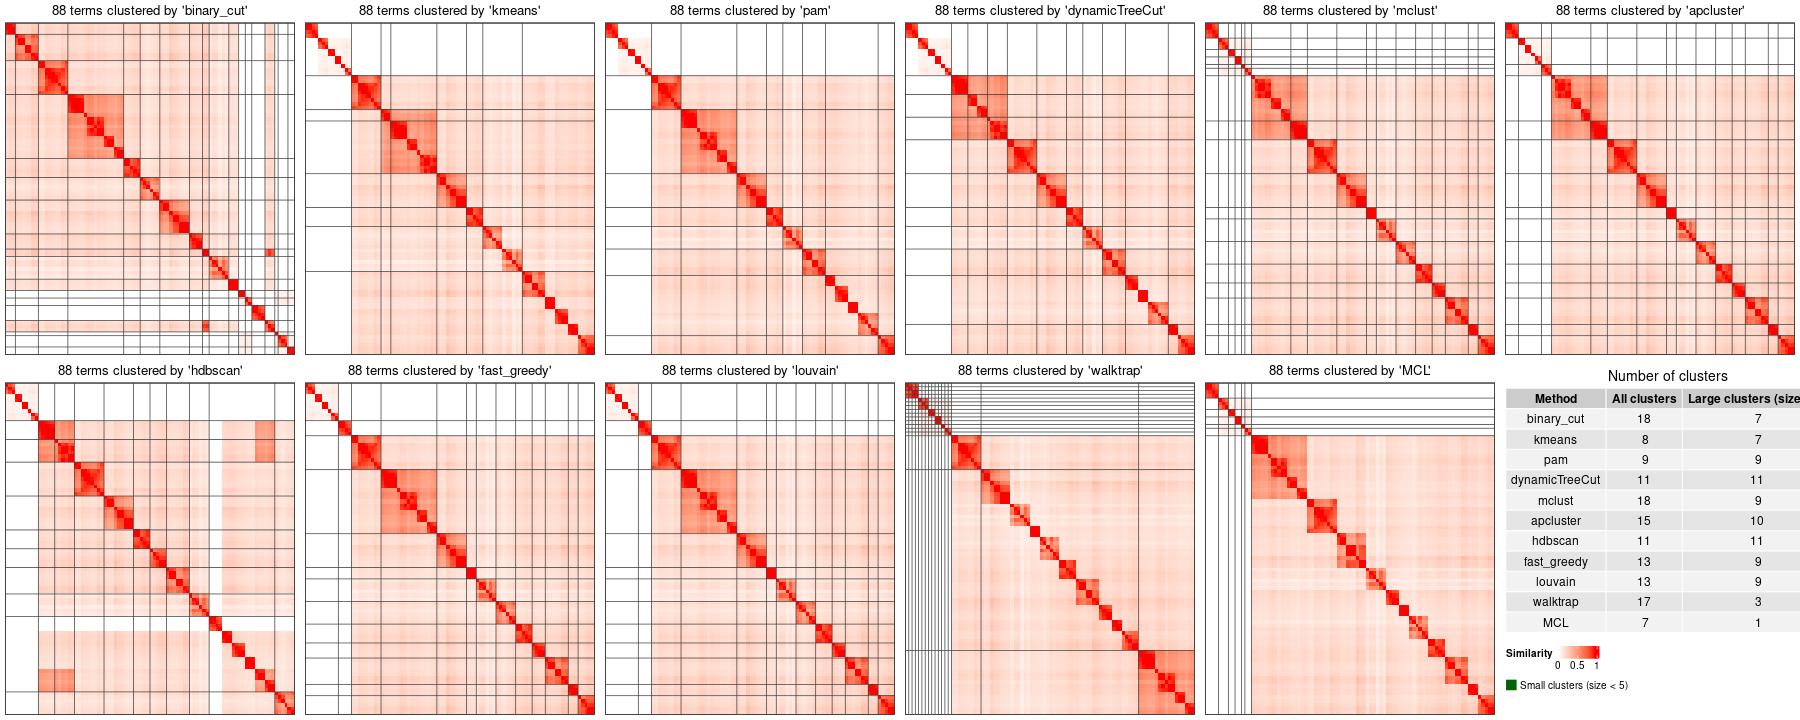 88 terms clustered by 'binary_cut'
88 terms clustered by 'kmeans'
88 terms clustered by 'pam'
88 terms clustered by 'dynamicTreeCut'
88 terms clustered by 'mclust'
88 terms clustered by 'apcluster'
88 terms clustered by 'hdbscan'
88 terms clustered by 'fast_greedy'
88 terms clustered by 'louvain'
88 terms clustered by 'walktrap'
88 terms clustered by 'MCL'
Number of clusters
Method All clusters Large clusters (size
binary_cut 18 7
kmeans 8 7
pam 9 9
dynamicTreeCut 11 11
mclust 18 9
apcluster 15 10
hdbscan 11 11
fast_greedy 13 9
louvain 13 9
walktrap 17 3
MCL 7 1
Similarity
0 0.5 1
Small clusters (size < 5)